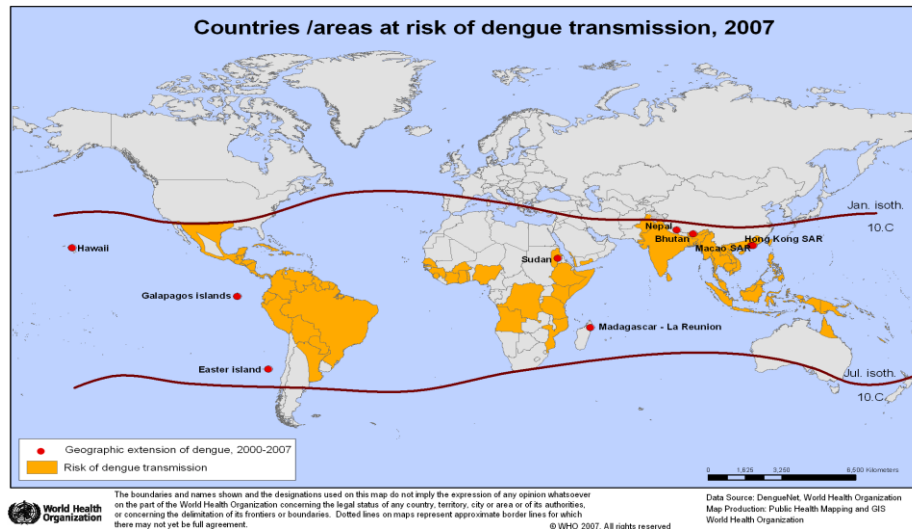 Countries /areas at risk of dengue transmission, 2007
Jan. isoth.
10.C
Hawaii
Nepal
Bhutan
Hong Kong SAR
Macao SAR
Sudan
Galapagos islands
Madagascar - La Reunion
Easter island
Jul. isoth.
10.C
Geographic extension of dengue, 2000-2007
Risk of dengue transmission
0 1,625 3,250 6,500 Kilometers
World Health
Organization
The boundaries and names shown and the designations used on this map do not imply the expression of any opinion whatsoever
on the part of the World Health Organization concerning the legal status of any country, territory, city or area or of its authorities,
or concerning the delimitation of its frontiers or boundaries. Dotted lines on maps represent approximate border lines for which
there may not yet be full agreement.
© WHO 2007. All rights reserved
Data Source: DengueNet, World Health Organization
Map Production: Public Health Mapping and GIS
World Health Organization